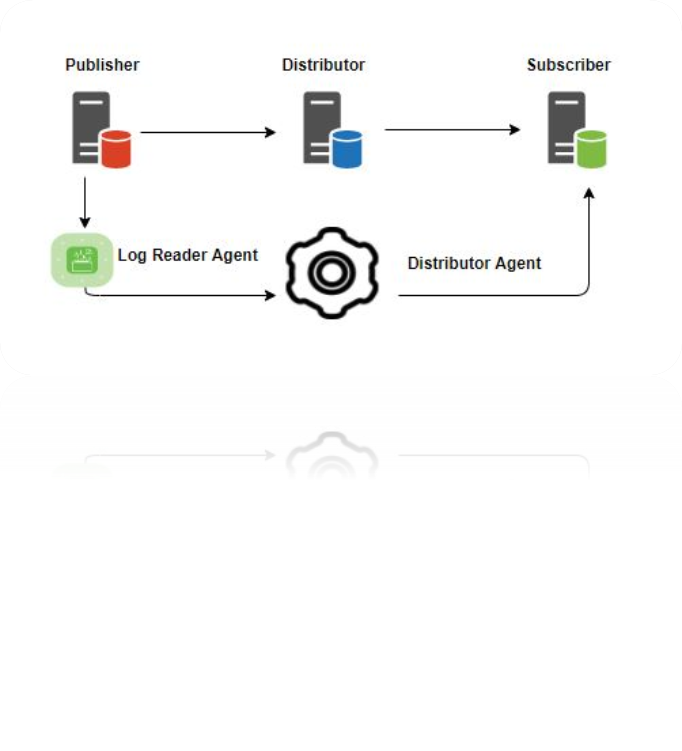 Publisher
Distributor
Subscriber
Log Reader Agent
Distributor Agent